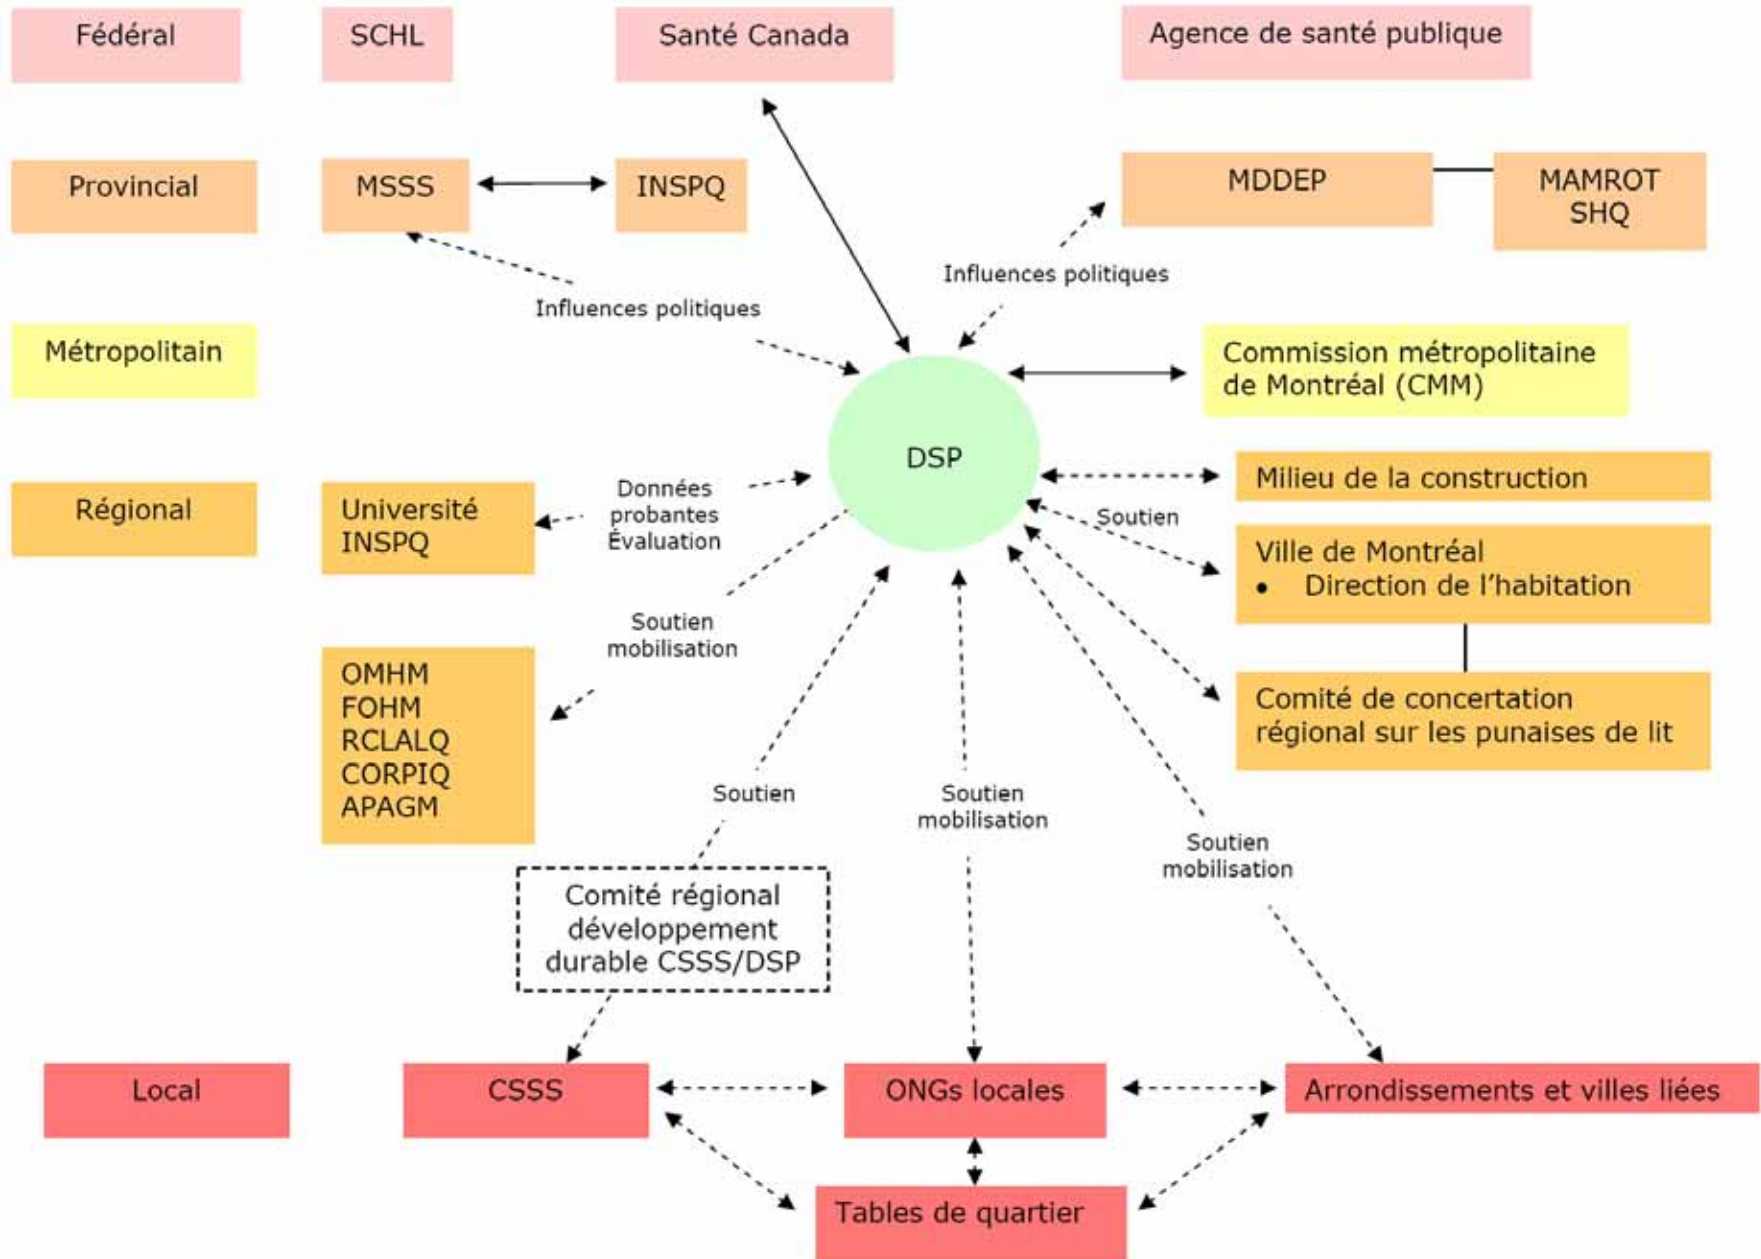 Fédéral
SCHL
Santé Canada
Agence de santé publique
Provincial
MSSS
INSPQ
MDDEP
MAMROT
SHQ
Influences politiques
Influences politiques
Métropolitain
Commission métropolitaine
de Montréal (CMM)
DSP
Régional
Université
INSPQ
Données
probantes
Évaluation
Milieu de la construction
Soutien
Ville de Montréal
• Direction de l'habitation
Soutien
mobilisation
OMHM
FOHM
RCLALQ
CORPIQ
APAGM
Comité de concertation
régional sur les punaises de lit
Soutien
Soutien
mobilisation
Soutien
mobilisation
Comité régional
développement
durable CSSS/DSP
Local
CSSS
ONGs locales
Arrondissements et villes liées
Tables de quartier